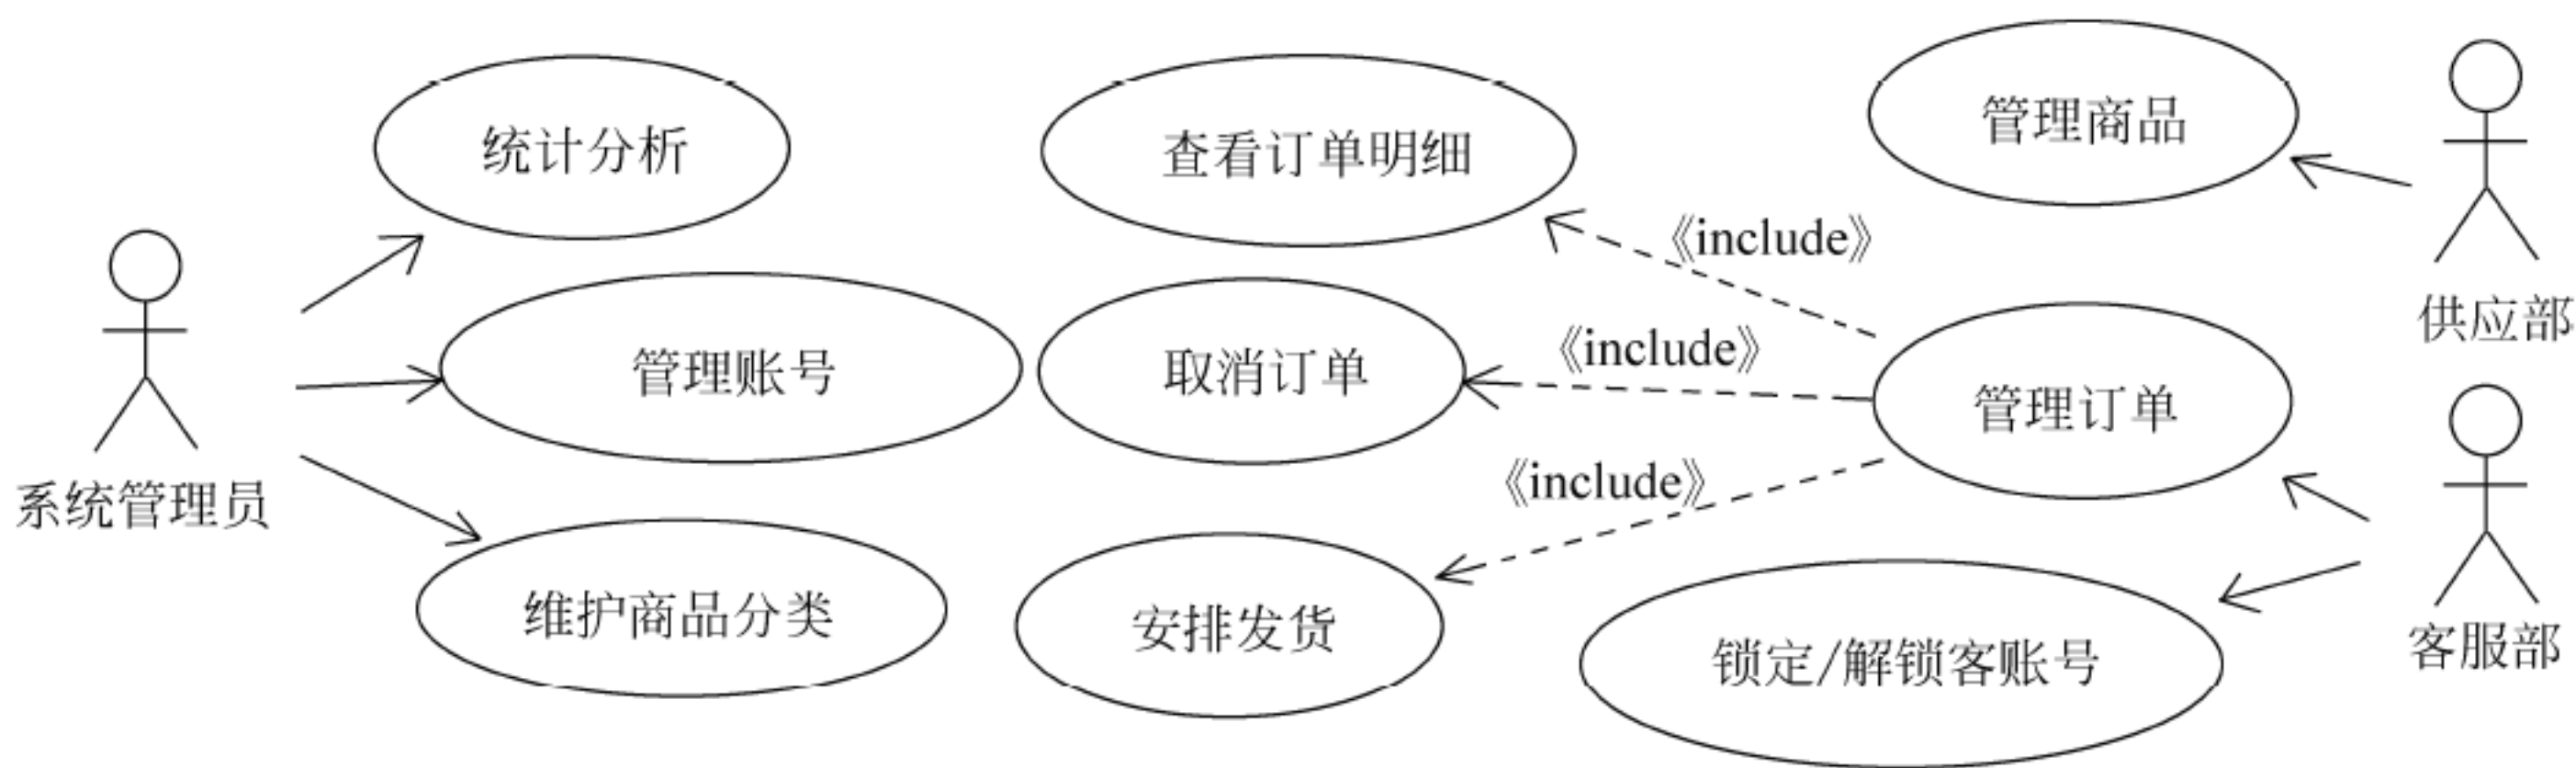 统计分析
查看订单明细
管理商品
《include》
供应部
管理账号
取消订单
《include》
管理订单
系统管理员
《include》
维护商品分类
安排发货
锁定/解锁客账号
客服部